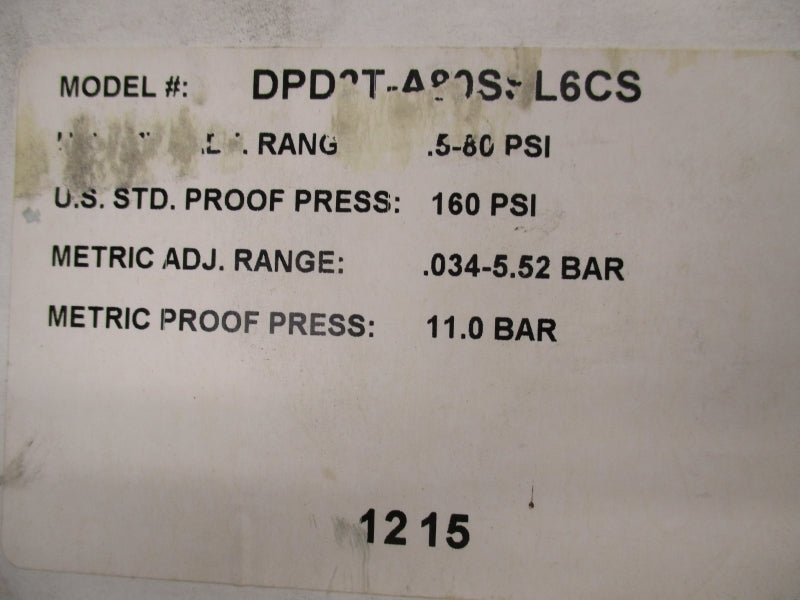 MODEL #:
RANG .5-80 PSI
U.S. STD. PROOF PRESS: 160 PSI
METRIC ADJ. RANGE: .034-5.52 BAR
METRIC PROOF PRESS: 11.0 BAR
1215